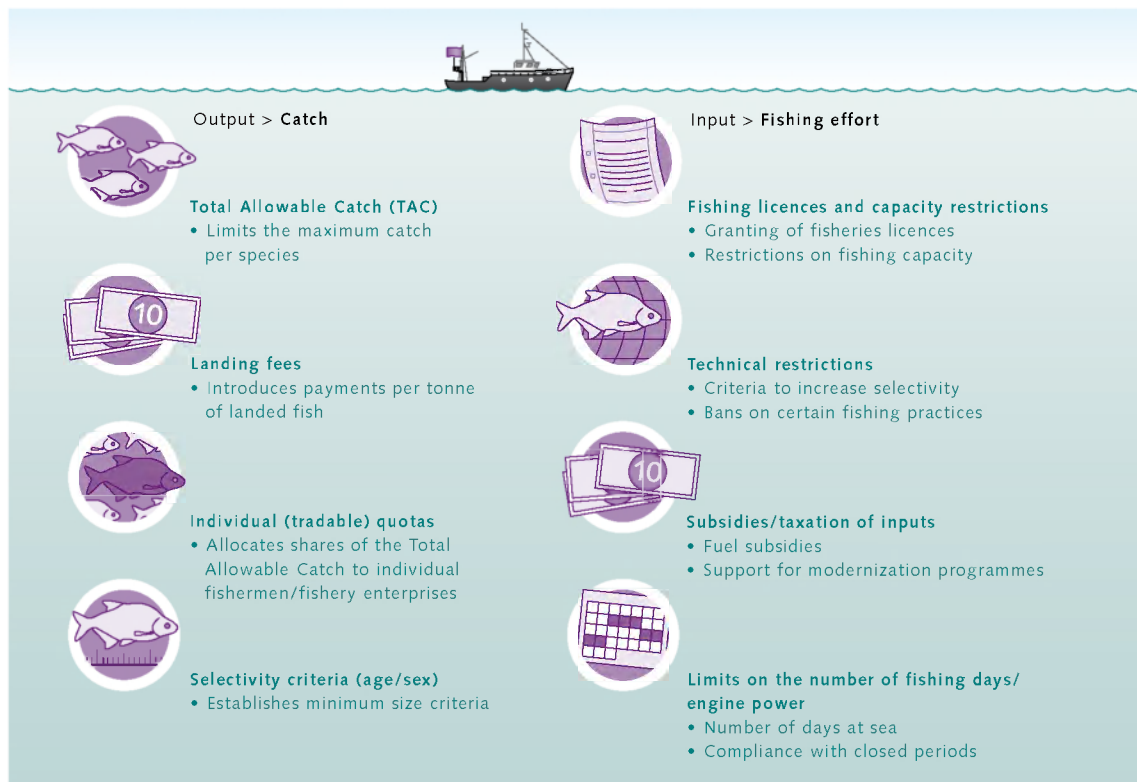 Output > Catch
Total Allowable Catch (TAC)
• Limits the maximum catch
per species
10
Landing fees
• Introduces payments per tonne
of landed fish
Individual (tradable) quotas
• Allocates shares of the Total
Allowable Catch to individual
fishermen/fishery enterprises
Selectivity criteria (age/sex)
• Establishes minimum size criteria
Input > Fishing effort
Fishing licences and capacity restrictions
• Granting of fisheries licences
• Restrictions on fishing capacity
Technical restrictions
• Criteria to increase selectivity
• Bans on certain fishing practices
10
Subsidies/taxation of inputs
• Fuel subsidies
• Support for modernization programmes
Limits on the number of fishing days/
engine power
• Number of days at sea
• Compliance with closed periods